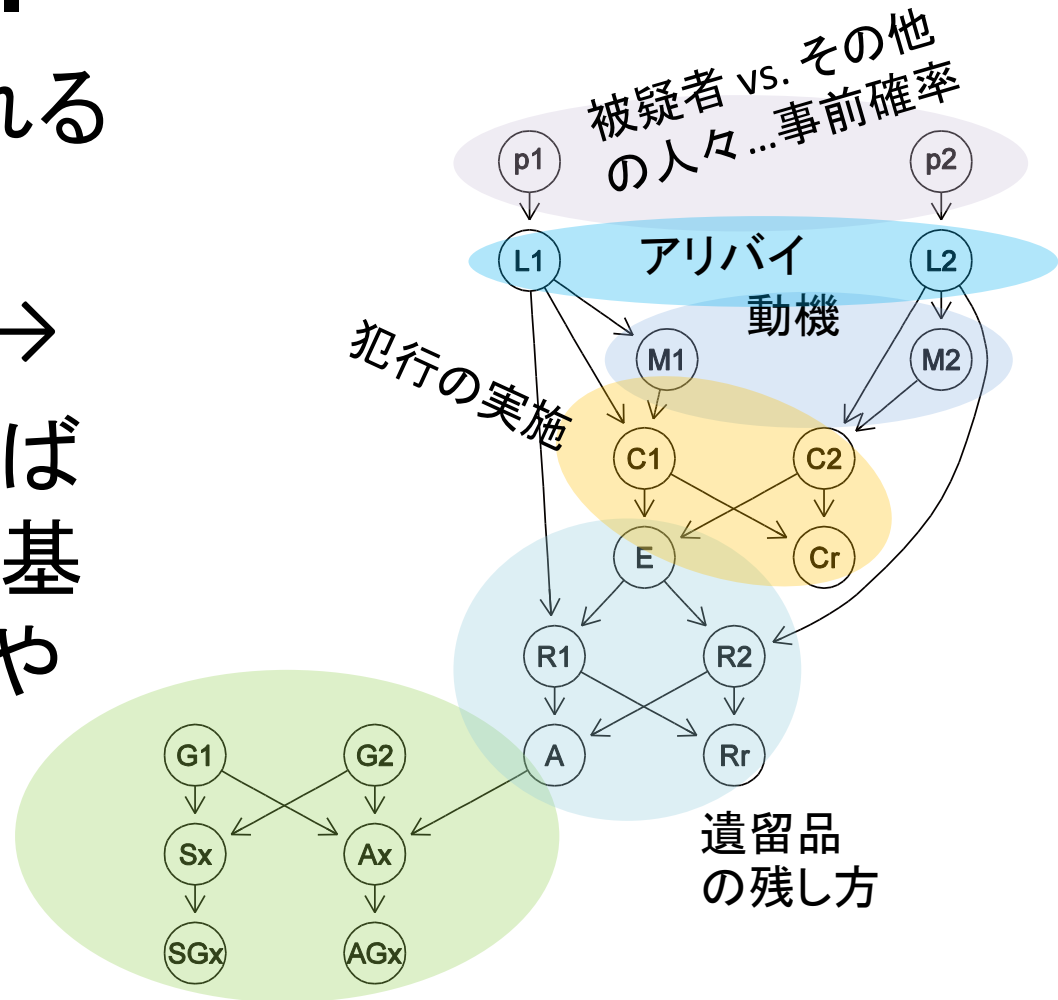 れる
→
ば
基
や
被疑者 vs. その他
の人々…事前確率
p1
p2
L1
アリバイ
L2
動機
M1
M2
犯行の実施
C1
C2
E
Cr
R1
R2
G1
G2
A
Rr
遺留品
の残し方
Sx
Ax
SGx
AGx